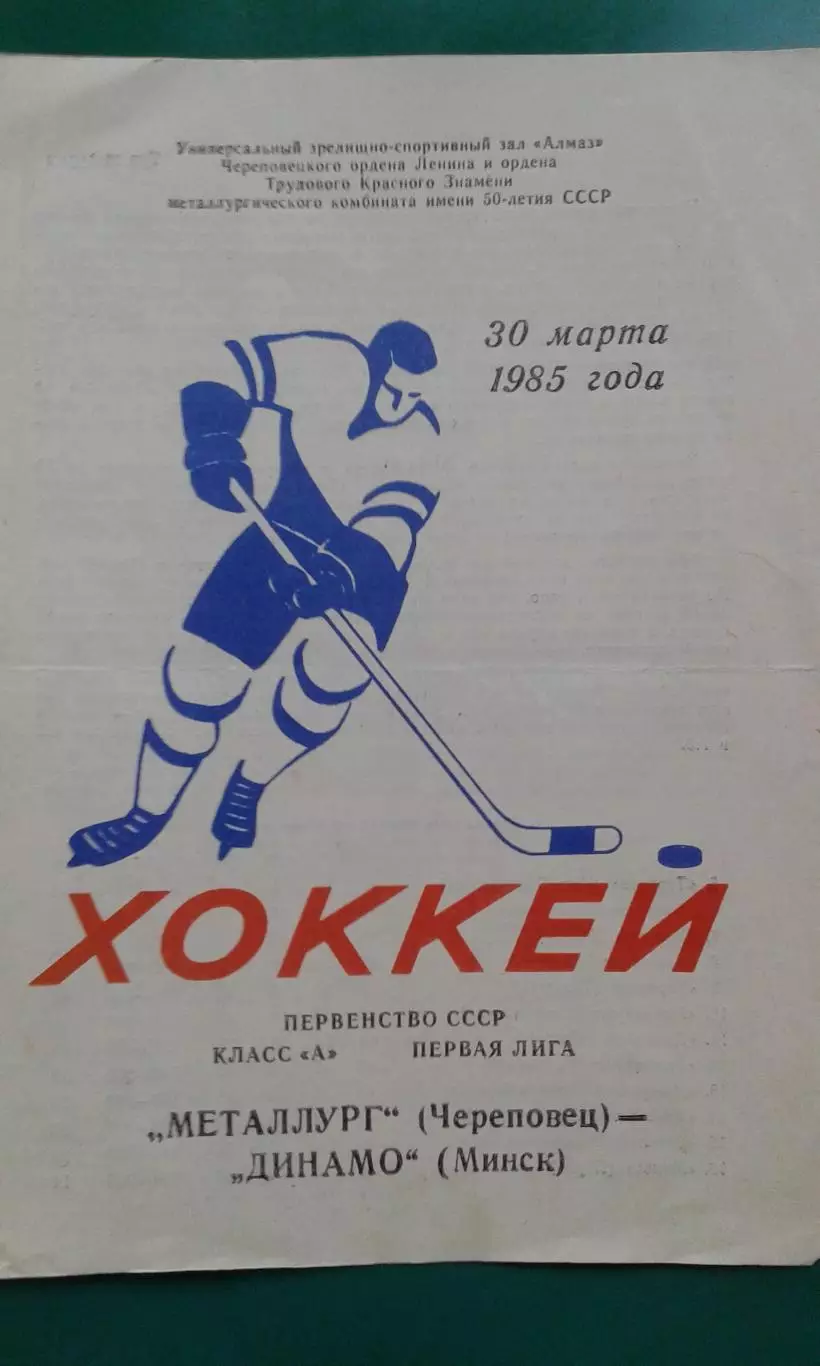 Универсальный зрелищно-спортивный зал «Алмаз»
Череповецкого ордена Ленина и ордена
Трудового Красного Знамени
металлургического комбината имени 50-летия СССР
30 марта
1985 года
ХОККЕЙ
ПЕРВЕНСТВО СССР
КЛАСС «А» ПЕРВАЯ ЛИГА
„МЕТАЛЛУРГ“ (Череповец) —
„ДИНАМО“ (Минск)